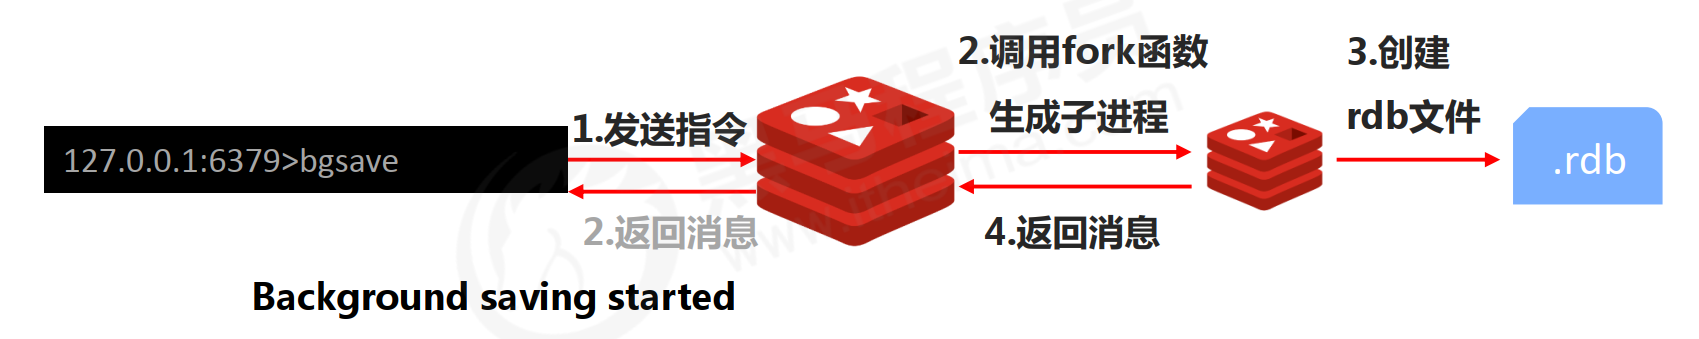 127.0.0.1:6379>bgsave
1.发送指令
2.返回消息
Background saving started
2.调用fork函数
生成子进程
4.返回消息
3.创建
rdb文件
.rdb